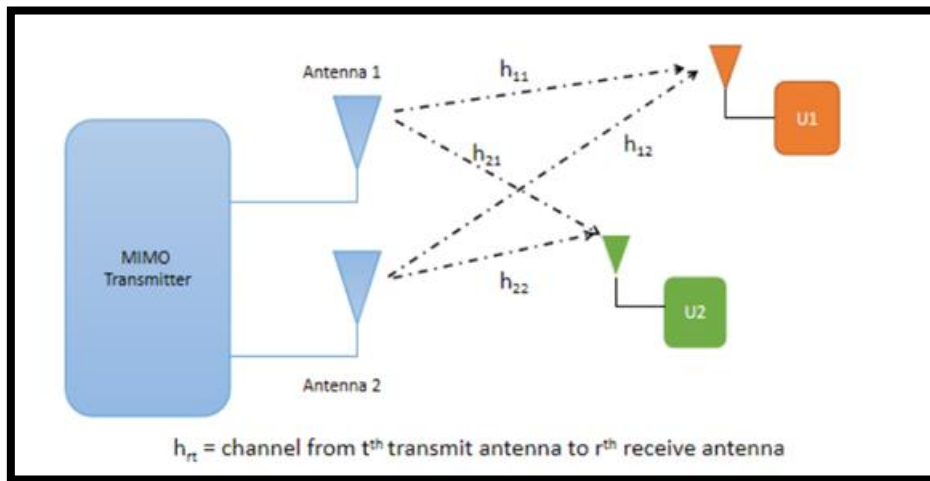 Antenna 1
h₁₁
U1
h₁₂
h₂₁
MIMO
Transmitter
h₂₂
U2
Antenna 2
hᵣₜ = channel from tᵗʰ transmit antenna to rᵗʰ receive antenna